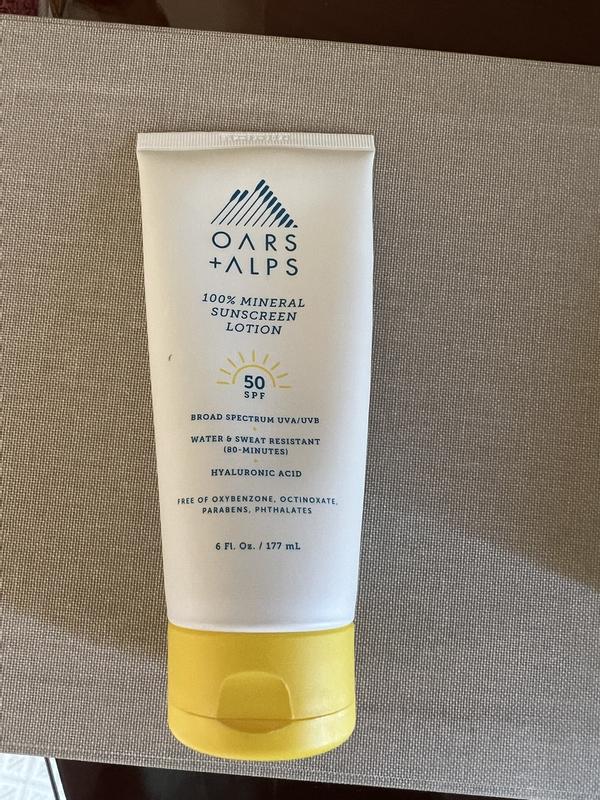 OARS
+ALPS
100% MINERAL
SUNSCREEN
LOTION
50
SPF
BROAD SPECTRUM UVA/UVB
WATER & SWEAT RESISTANT
(80-MINUTES)
HYALURONIC ACID
FREE OF OXYBENZONE, OCTINOXATE,
PARABENS, PHTHALATES
6 Fl. Oz. / 177 mL